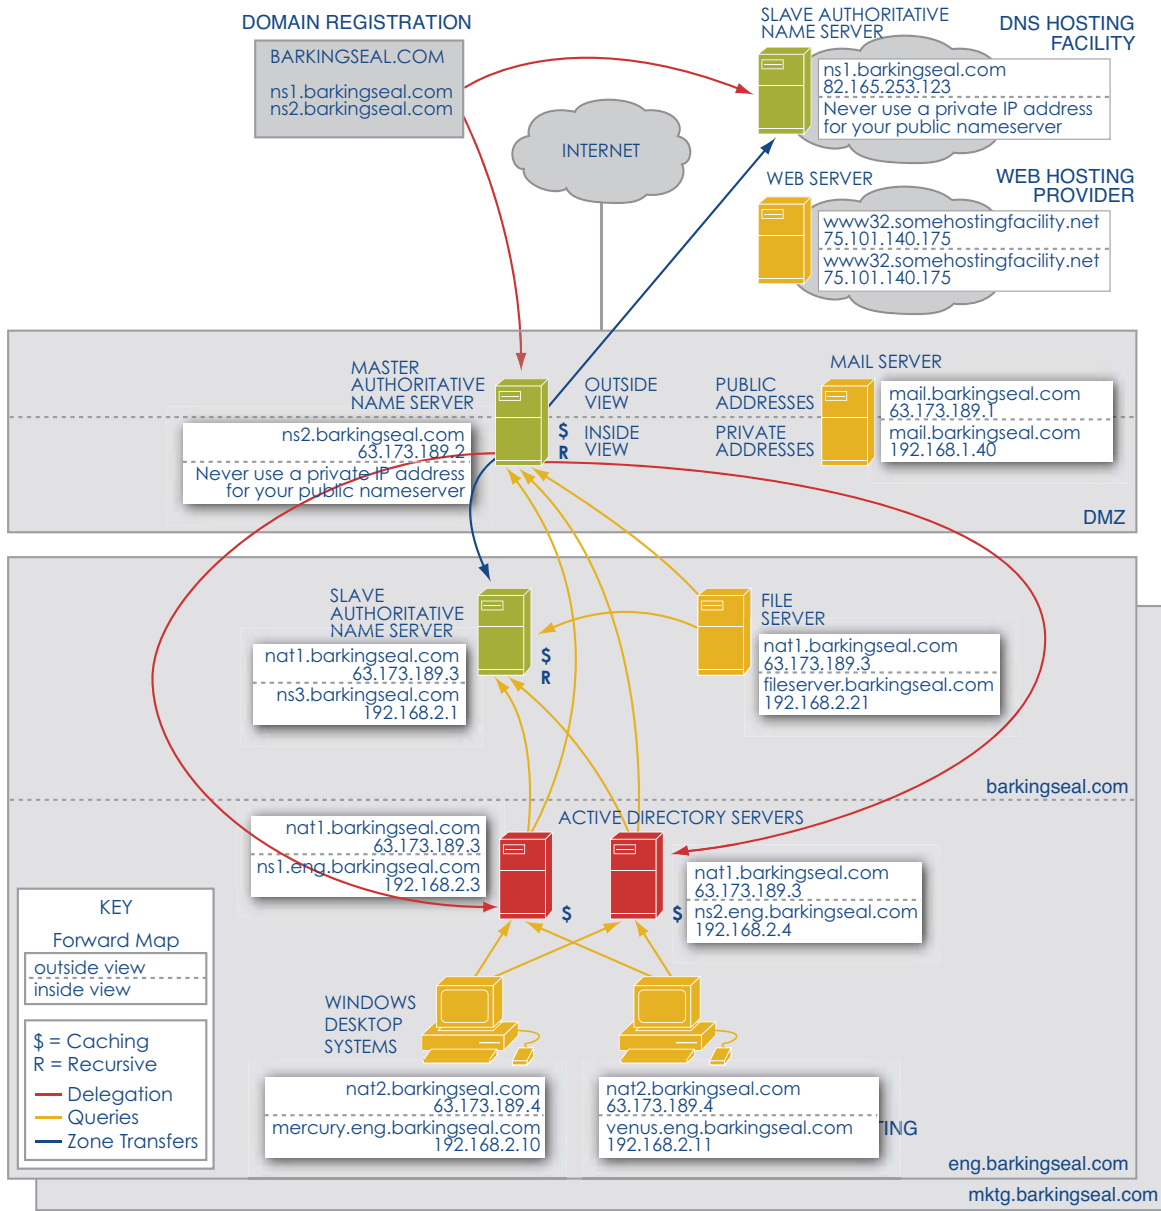 DOMAIN REGISTRATION
BARKINGSEAL.COM
ns1.barkingseal.com
ns2.barkingseal.com
SLAVE AUTHORITATIVE
NAME SERVER
DNS HOSTING
FACILITY
ns1.barkingseal.com
82.165.253.123
Never use a private IP address
for your public nameserver
INTERNET
WEB SERVER
WEB HOSTING
PROVIDER
www32.somehostingfacility.net
75.101.140.175
www32.somehostingfacility.net
75.101.140.175
MASTER
AUTHORITATIVE
NAME SERVER
OUTSIDE
VIEW
PUBLIC
ADDRESSES
MAIL SERVER
mail.barkingseal.com
63.173.189.1
$
R
INSIDE
VIEW
PRIVATE
ADDRESSES
mail.barkingseal.com
192.168.1.40
ns2.barkingseal.com
63.173.189.2
Never use a private IP address
for your public nameserver
DMZ
SLAVE
AUTHORITATIVE
NAME SERVER
nat1.barkingseal.com
63.173.189.3
ns3.barkingseal.com
192.168.2.1
$
R
FILE
SERVER
nat1.barkingseal.com
63.173.189.3
fileserver.barkingseal.com
192.168.2.21
barkingseal.com
ACTIVE DIRECTORY SERVERS
nat1.barkingseal.com
63.173.189.3
ns1.eng.barkingseal.com
192.168.2.3
$
$
nat1.barkingseal.com
63.173.189.3
ns2.eng.barkingseal.com
192.168.2.4
KEY
Forward Map
outside view
inside view
$ = Caching
R = Recursive
Delegation
Queries
Zone Transfers
WINDOWS
DESKTOP
SYSTEMS
nat2.barkingseal.com
63.173.189.4
mercury.eng.barkingseal.com
192.168.2.10
nat2.barkingseal.com
63.173.189.4
venus.eng.barkingseal.com
192.168.2.11
TING
eng.barkingseal.com
mktg.barkingseal.com